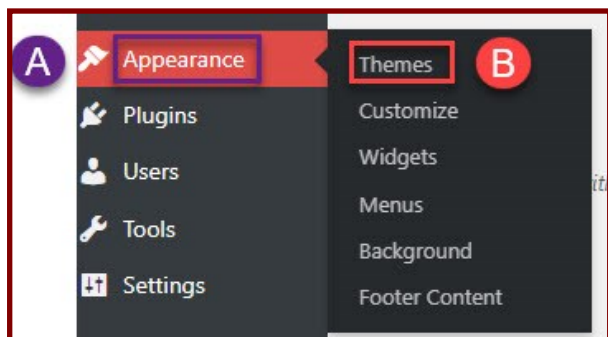 A
Appearance
Plugins
Users
Tools
Settings
Themes
B
Customize
Widgets
Menus
Background
Footer Content